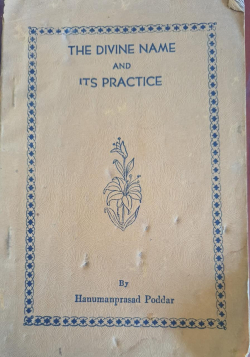 THE DIVINE NAME
AND
ITS PRACTICE
By
Hanumanprasad Poddar